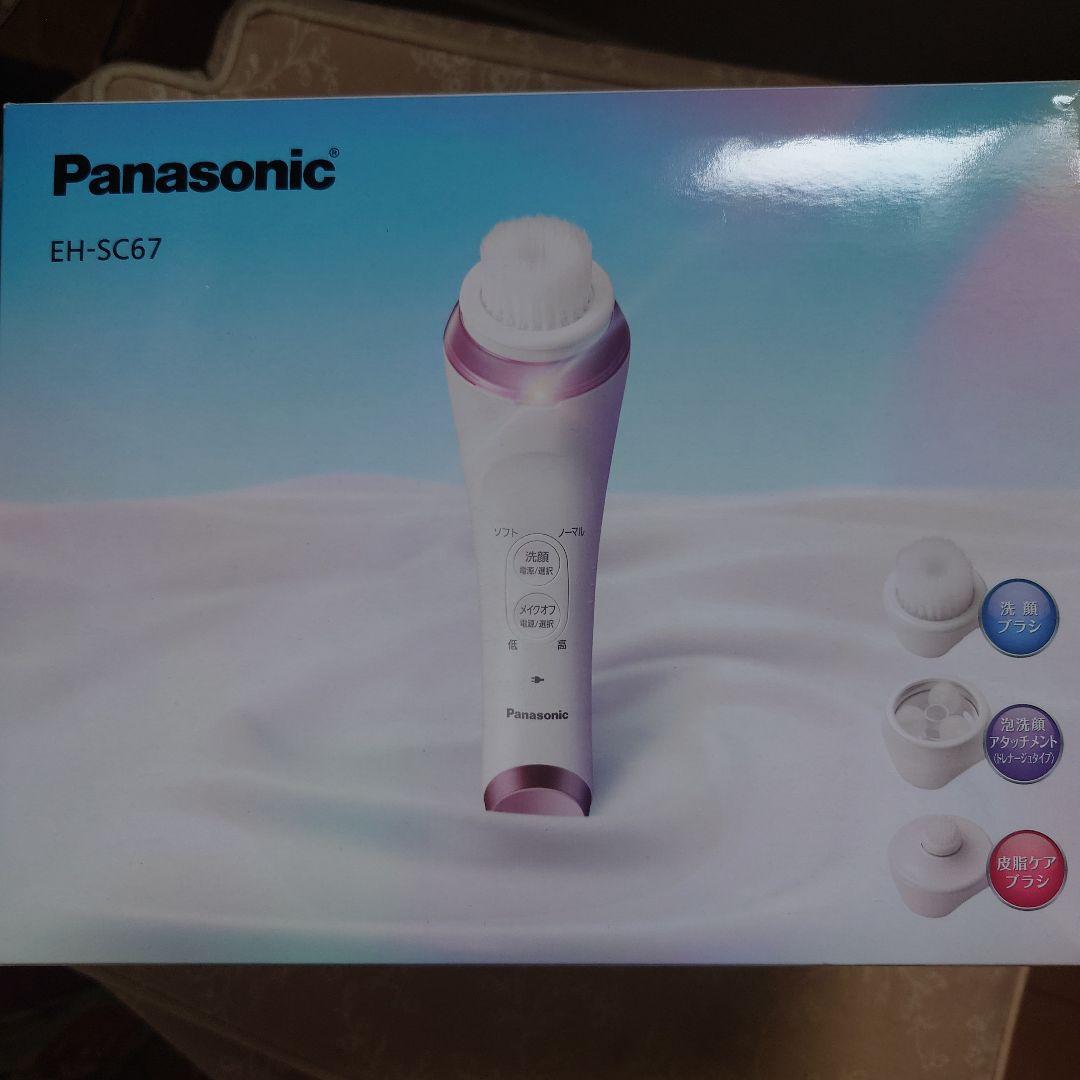 Panasonic®
EH-SC67
ソフト ノーマル
洗顔
電源/選択
メイクオフ
電源/選択
低 高
Panasonic
洗顔
ブラシ
泡洗顔
アタッチメント
(ドレナージュタイプ)
皮脂ケア
ブラシ